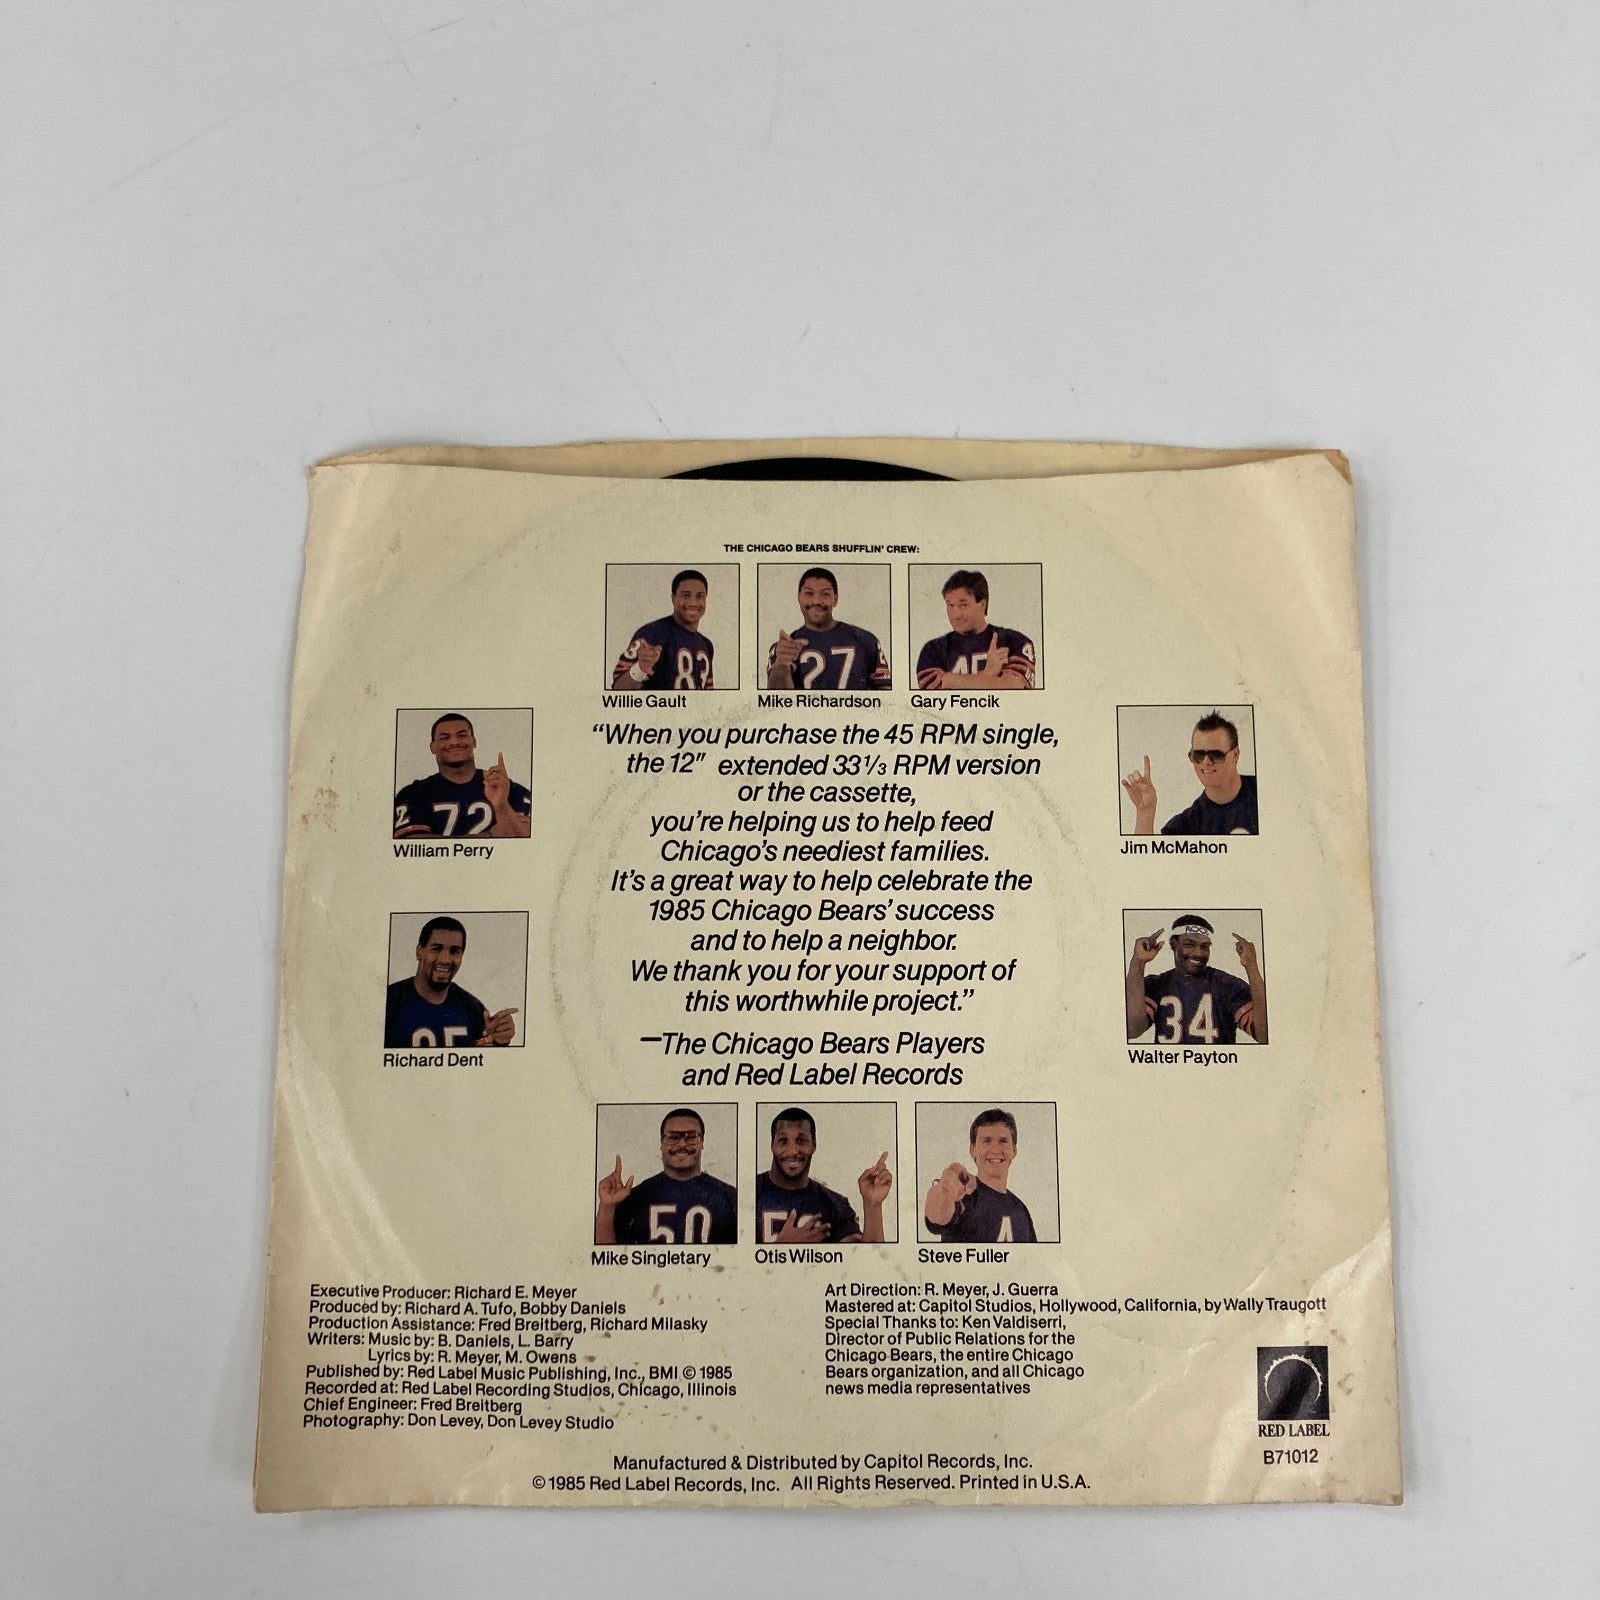 THE CHICAGO BEARS SHUFFLIN' CREW:
83
27
45
Willie Gault
Mike Richardson
Gary Fencik
72
William Perry
Jim McMahon
"When you purchase the 45 RPM single,
the 12" extended 33 1/3 RPM version
or the cassette,
you're helping us to help feed
Chicago's neediest families.
It's a great way to help celebrate the
1985 Chicago Bears' success
and to help a neighbor.
We thank you for your support of
this worthwhile project."
—The Chicago Bears Players
and Red Label Records
95
Richard Dent
34
Walter Payton
50
Mike Singletary
Otis Wilson
4
Steve Fuller
Executive Producer: Richard E. Meyer
Produced by: Richard A. Tufo, Bobby Daniels
Production Assistance: Fred Breitberg, Richard Milasky
Writers: Music by: B. Daniels, L. Barry
Lyrics by: R. Meyer, M. Owens
Published by: Red Label Music Publishing, Inc., BMI © 1985
Recorded at: Red Label Recording Studios, Chicago, Illinois
Chief Engineer: Fred Breitberg
Photography: Don Levey, Don Levey Studio
Art Direction: R. Meyer, J. Guerra
Mastered at: Capitol Studios, Hollywood, California, by Wally Traugott
Special Thanks to: Ken Valdiserri,
Director of Public Relations for the
Chicago Bears, the entire Chicago
Bears organization, and all Chicago
news media representatives
RED LABEL
B71012
Manufactured & Distributed by Capitol Records, Inc.
© 1985 Red Label Records, Inc. All Rights Reserved. Printed in U.S.A.